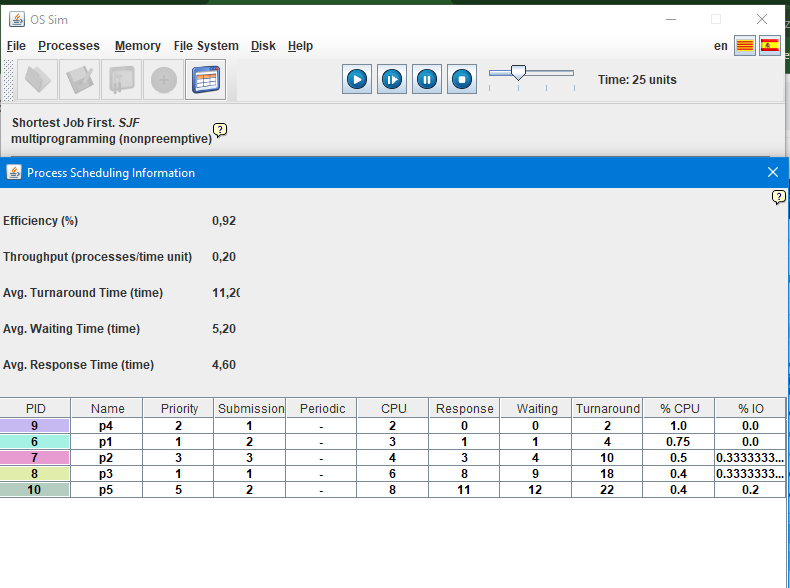 OS Sim
File Processes Memory File System Disk Help en
Time: 25 units
Shortest Job First. SJF
multiprogramming (nonpreemptive) ?
Process Scheduling Information
?
Efficiency (%) 0,92
Throughput (processes/time unit) 0,20
Avg. Turnaround Time (time) 11,20
Avg. Waiting Time (time) 5,20
Avg. Response Time (time) 4,60
PID Name Priority Submission Periodic CPU Response Waiting Turnaround % CPU % IO
9 p4 2 1 - 2 0 0 2 1.0 0.0
6 p1 1 2 - 3 1 1 4 0.75 0.0
7 p2 3 3 - 4 3 4 10 0.5 0.3333333...
8 p3 1 1 - 6 8 9 18 0.4 0.3333333...
10 p5 5 2 - 8 11 12 22 0.4 0.2